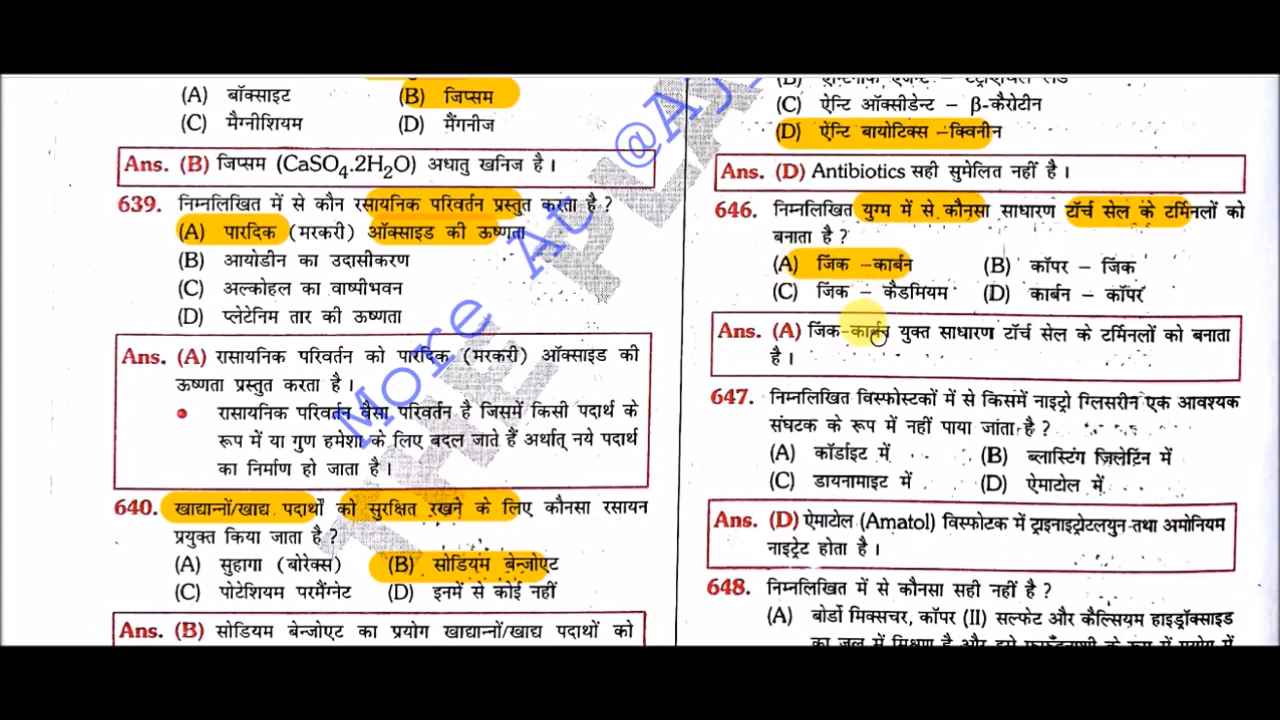 (A) बॉक्साइट (B) जिप्सम
(C) मैग्नीशियम (D) मैंगनीज
Ans. (B) जिप्सम (CaSO4.2H2O) अधातु खनिज है।
639. निम्नलिखित में से कौन रसायनिक परिवर्तन प्रस्तुत करता है ?
(A) पारदिक (मरकरी) ऑक्साइड की ऊष्णता
(B) आयोडीन का उदासीकरण
(C) अल्कोहल का वाष्पीभवन
(D) प्लेटेनिम तार की ऊष्णता
Ans. (A) रासायनिक परिवर्तन को पारदिक (मरकरी) ऑक्साइड की
ऊष्णता प्रस्तुत करता है।
• रासायनिक परिवर्तन वैसा परिवर्तन है जिसमें किसी पदार्थ के
रूप में या गुण हमेशा के लिए बदल जाते हैं अर्थात् नये पदार्थ
का निर्माण हो जाता है।
640. खाद्यान्नों/खाद्य पदार्थों को सुरक्षित रखने के लिए कौनसा रसायन
प्रयुक्त किया जाता है ?
(A) सुहागा (बोरेक्स) (B) सोडियम बेन्जोएट
(C) पोटेशियम परमैंग्नेट (D) इनमें से कोई नहीं
Ans. (B) सोडियम बेन्जोएट का प्रयोग खाद्यान्नों/खाद्य पदाथों को
(C) ऐन्टि ऑक्सीडेन्ट – β-कैरोटीन
(D) ऐंन्टि बायोटिक्स –क्विनीन
Ans. (D) Antibiotics सही सुमेलित नहीं है।
646. निम्नलिखित युग्म में से कौनसा साधारण टॉर्च सेल के टर्मिनलों को
बनाता है ?
(A) जिंक –कार्बन (B) कॉपर – जिंक
(C) जिंक – कैडमियम (D) कार्बन – कॉपर
Ans. (A) जिंक-कार्बन युक्त साधारण टॉर्च सेल के टर्मिनलों को बनाता
है।
647. निम्नलिखित विस्फोस्टकों में से किसमें नाइट्रो ग्लिसरीन एक आवश्यक
संघटक के रूप में नहीं पाया जांता है ?
(A) कॉर्डाइट में (B) ब्लास्टिंग ज़िलेटिन में
(C) डायनामाइट में (D) ऐमाटोल में
Ans. (D) ऐमाटोल (Amatol) विस्फोटक में ट्राइनाइट्रोटलयुन तथा अमोनियम
नाइट्रेट होता है।
648. निम्नलिखित में से कौनसा सही नहीं है ?
(A) बोर्डो मिक्सचर, कॉपर (II) सल्फेट और कैल्सियम हाइड्रॉक्साइड
More At @Aj
THE